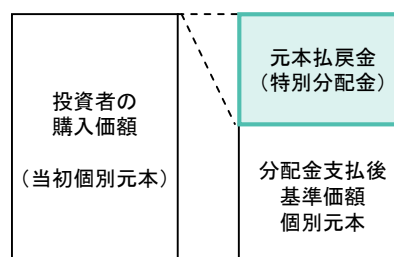 投資者の
購入価額
（当初個別元本）
元本払戻金
（特別分配金）
分配金支払後
基準価額
個別元本